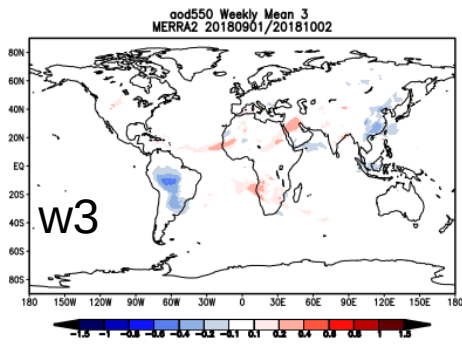 aod550 Weekly Mean 3
MERRA2 20180901/20181002
80N
60N
40N
20N
EQ
20S
40S
60S
80S
w3
180 150W 120W 90W 60W 30W 0 30E 60E 90E 120E 150E 180
-1.5 -1 -0.8 -0.6 -0.4 -0.2 -0.1 0.1 0.2 0.4 0.6 0.8 1 1.5